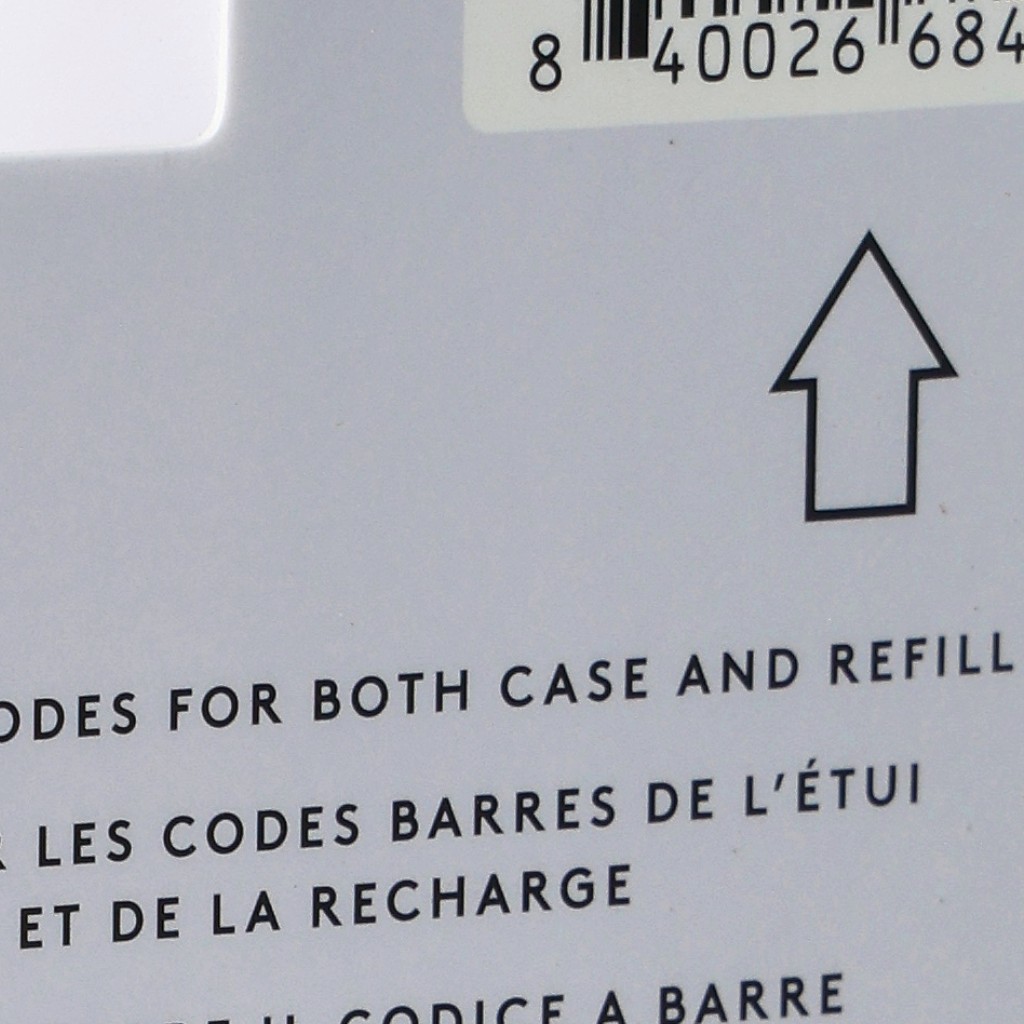 8 40026 684
FOR BOTH CASE AND REFILL
LES CODES BARRES DE L'ÉTUI
ET DE LA RECHARGE
IL CODICE A BARRE